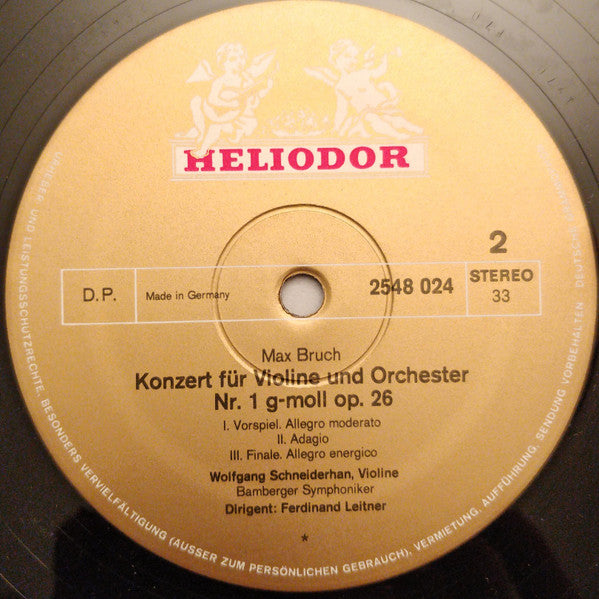 HELIODOR
2
D.P.
Made in Germany
2548 024
STEREO
33
Max Bruch
Konzert für Violine und Orchester
Nr. 1 g-moll op. 26
I. Vorspiel. Allegro moderato
II. Adagio
III. Finale. Allegro energico
Wolfgang Schneiderhan, Violine
Bamberger Symphoniker
Dirigent: Ferdinand Leitner
*
URHEBER- UND LEISTUNGSSCHUTZRECHTE, BESONDERS VERVIELFÄLTIGUNG (AUSSER ZUM PERSÖNLICHEN GEBRAUCH), VERMIETUNG, AUFFÜHRUNG, SENDUNG VORBEHALTEN